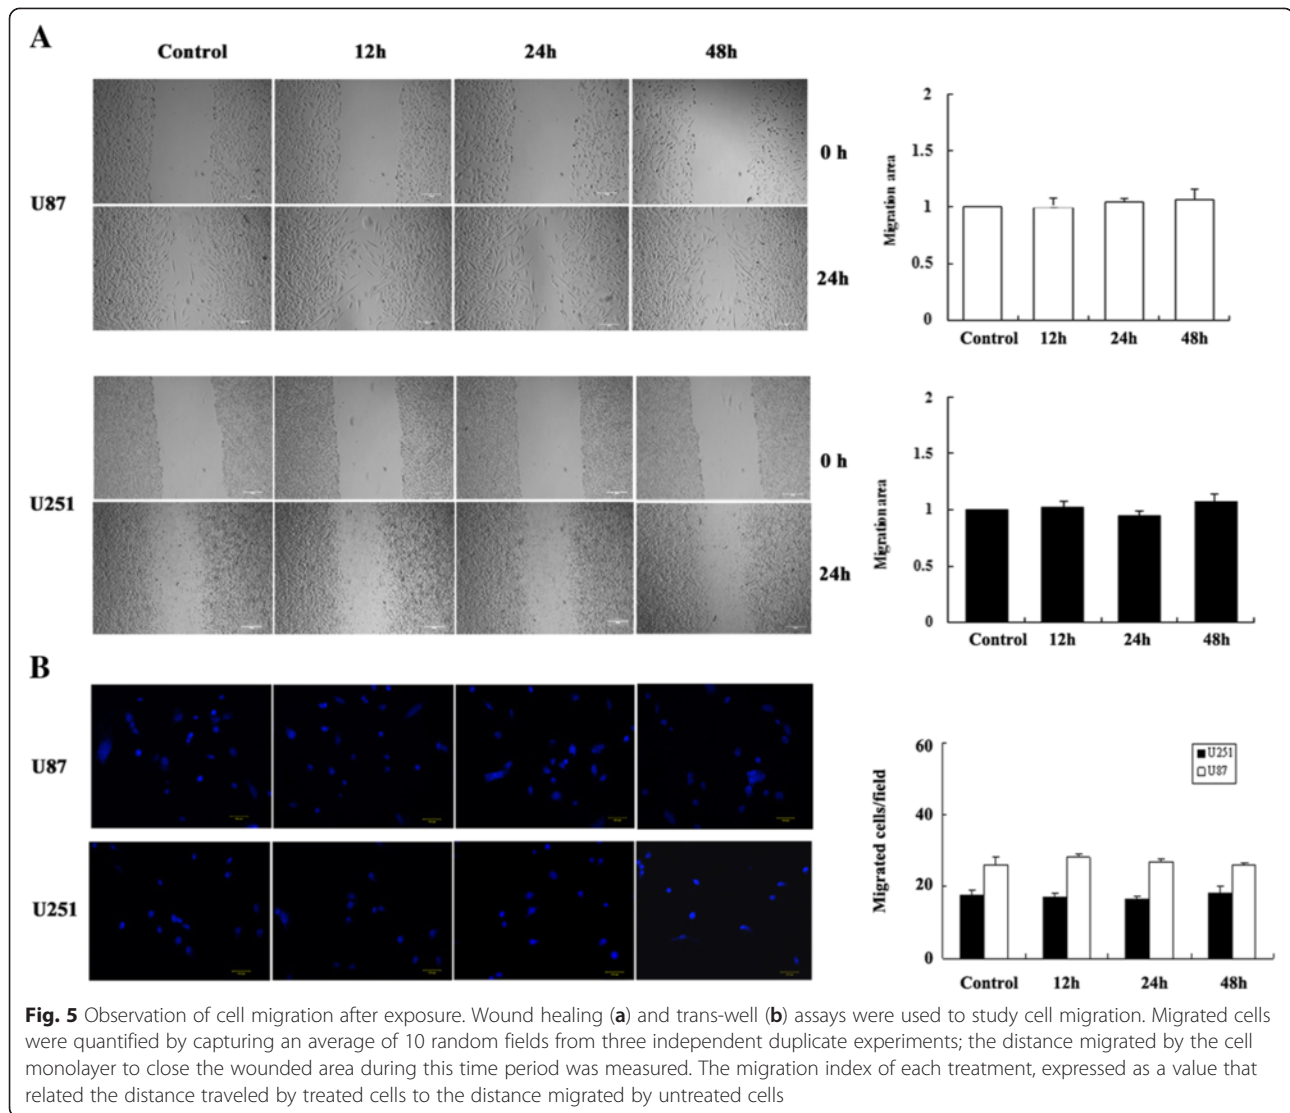 A
Control 12h 24h 48h
U87
0 h
24h
2
1.5
1
0.5
0
Migration area
Control 12h 24h 48h
U251
0 h
24h
2
1.5
1
0.5
0
Migration area
Control 12h 24h 48h
B
U87
U251
60
40
20
0
Migrated cells/field
U251
U87
Control 12h 24h 48h
Fig. 5 Observation of cell migration after exposure. Wound healing (a) and trans-well (b) assays were used to study cell migration. Migrated cells
were quantified by capturing an average of 10 random fields from three independent duplicate experiments; the distance migrated by the cell
monolayer to close the wounded area during this time period was measured. The migration index of each treatment, expressed as a value that
related the distance traveled by treated cells to the distance migrated by untreated cells